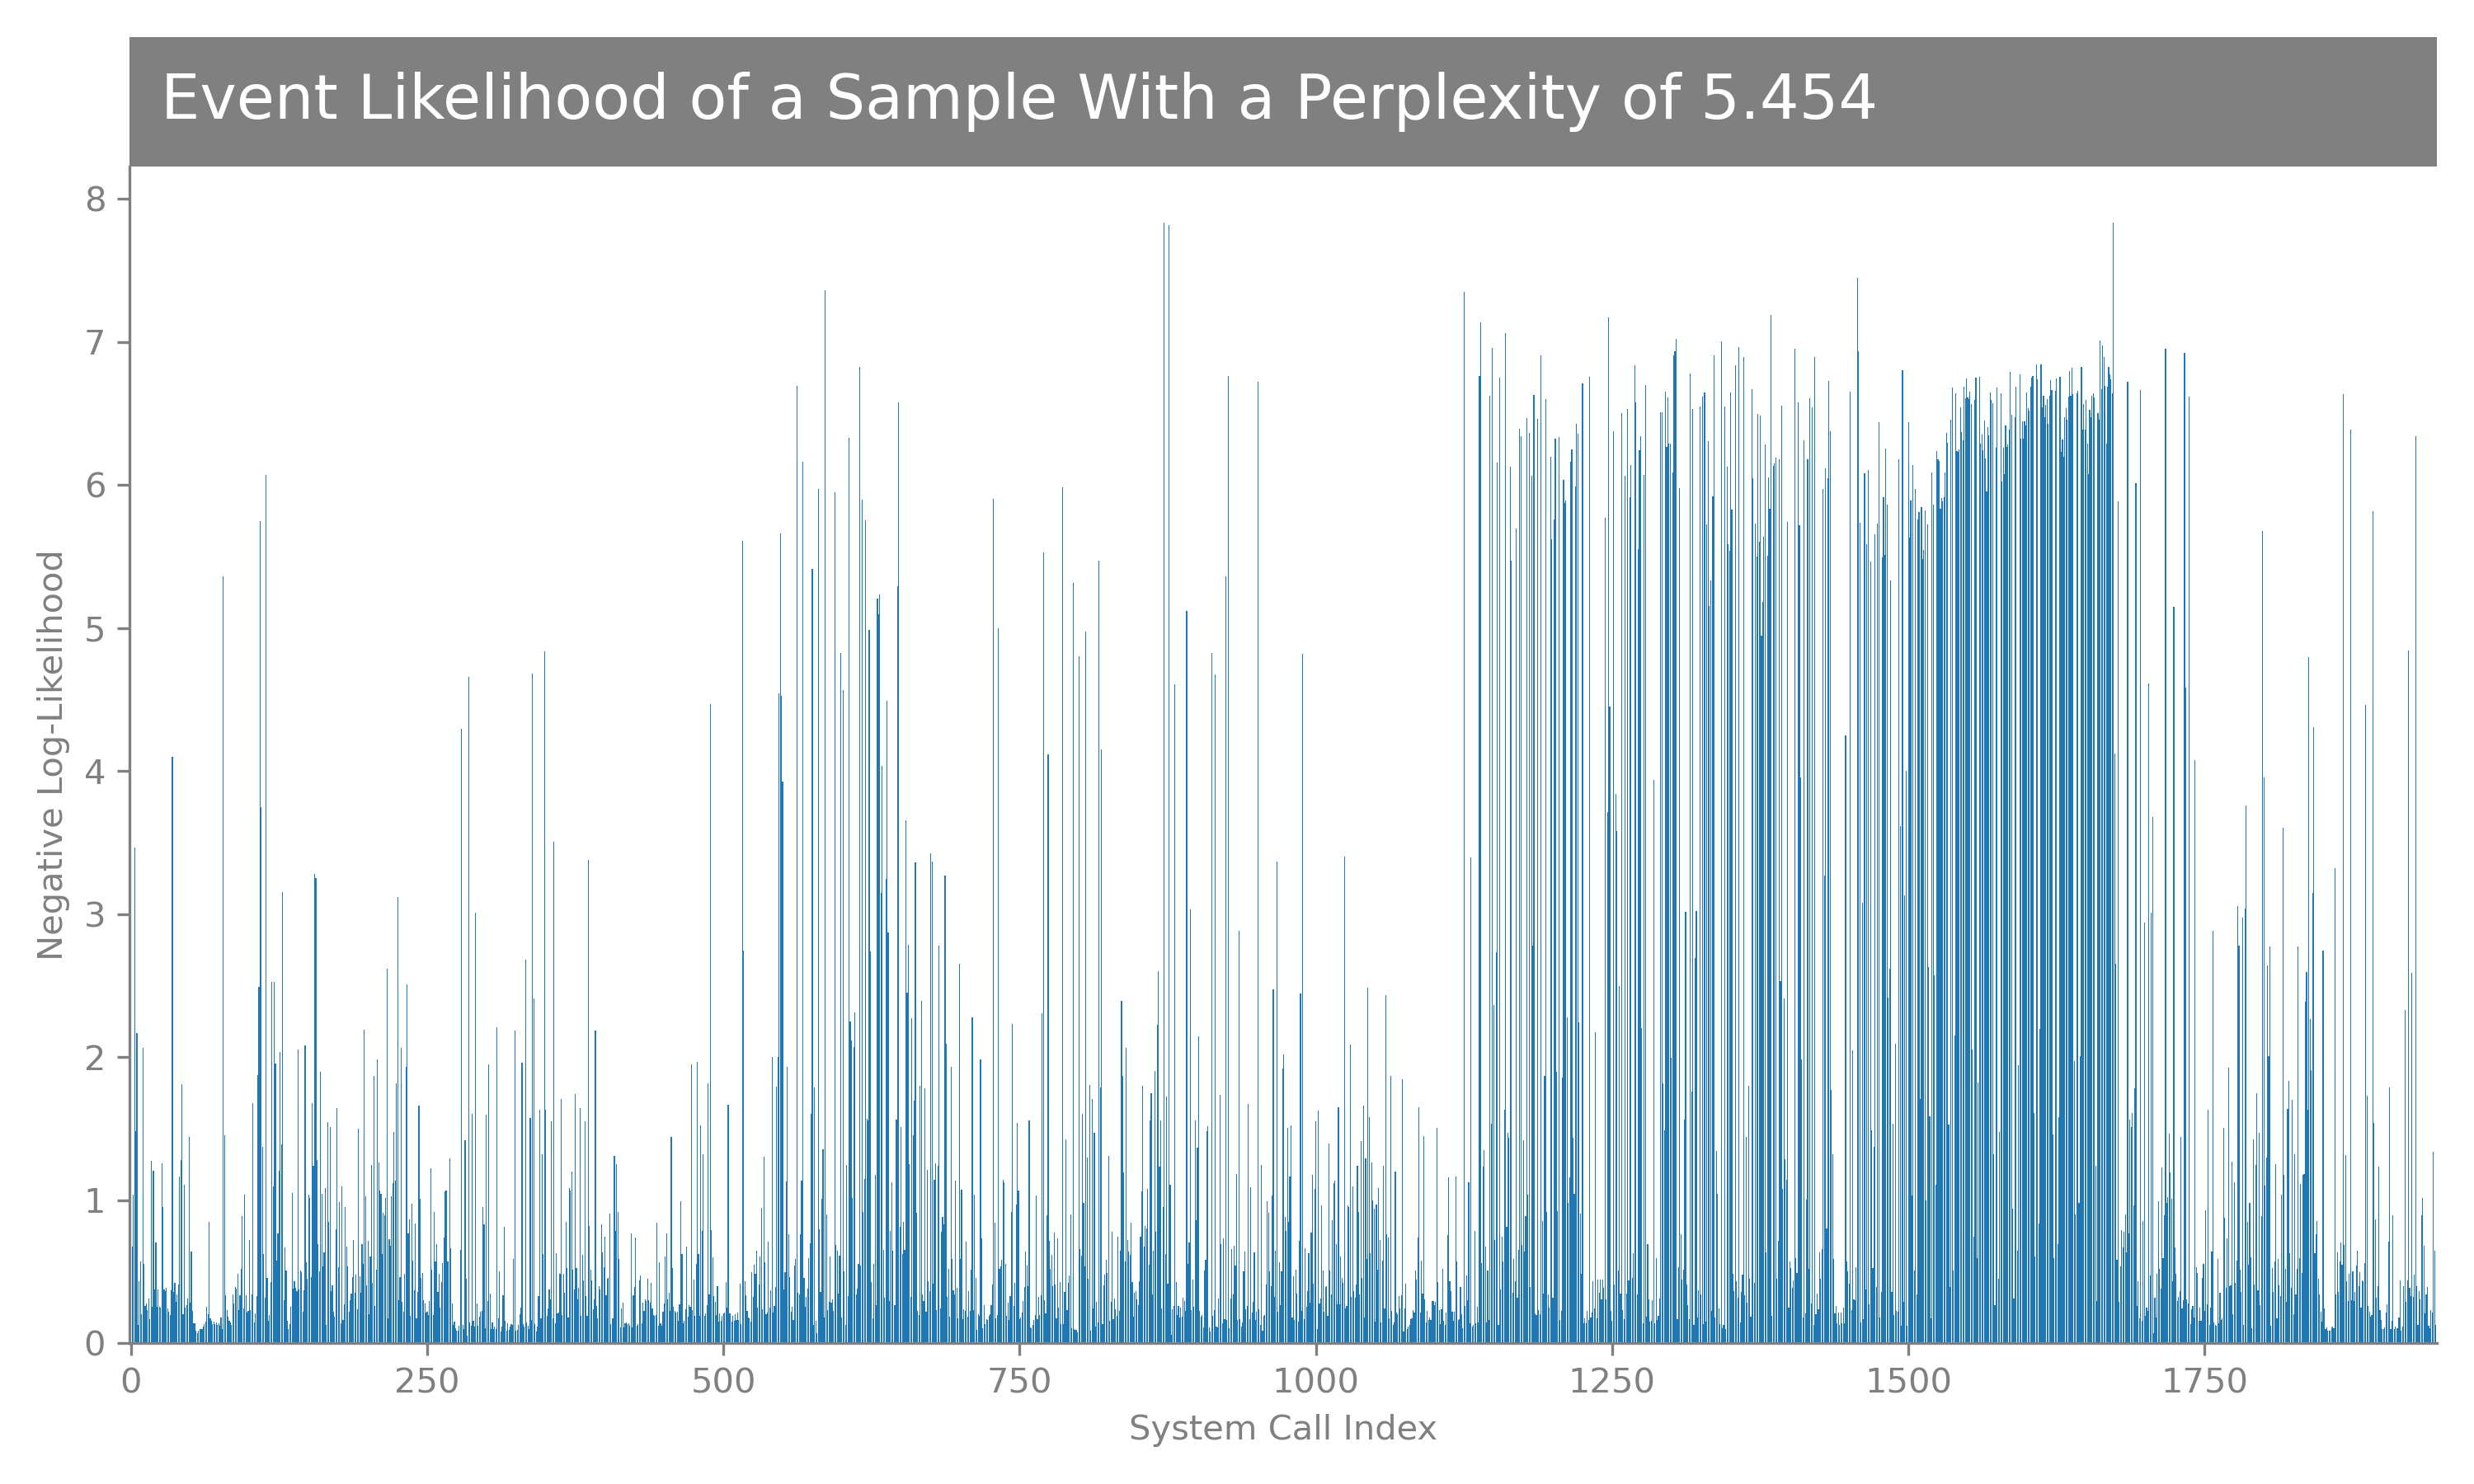 Event Likelihood of a Sample With a Perplexity of 5.454
8
7
6
5
4
3
2
1
0
Negative Log-Likelihood
0 250 500 750 1000 1250 1500 1750
System Call Index